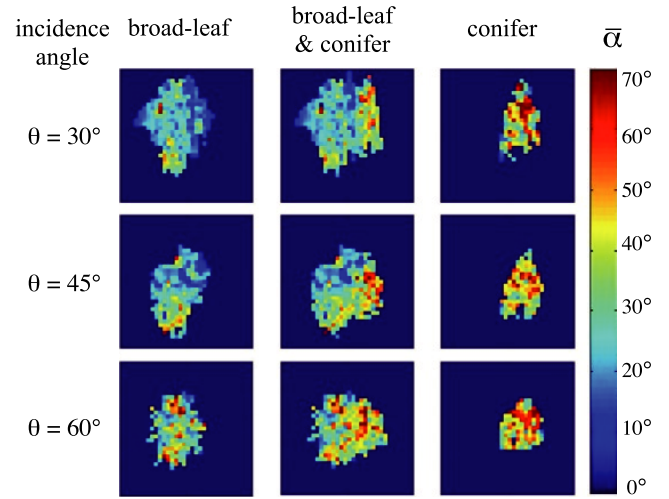 incidence
angle
broad-leaf
broad-leaf
& conifer
conifer
α̅
70°
θ = 30°
60°
50°
40°
θ = 45°
30°
20°
θ = 60°
10°
0°